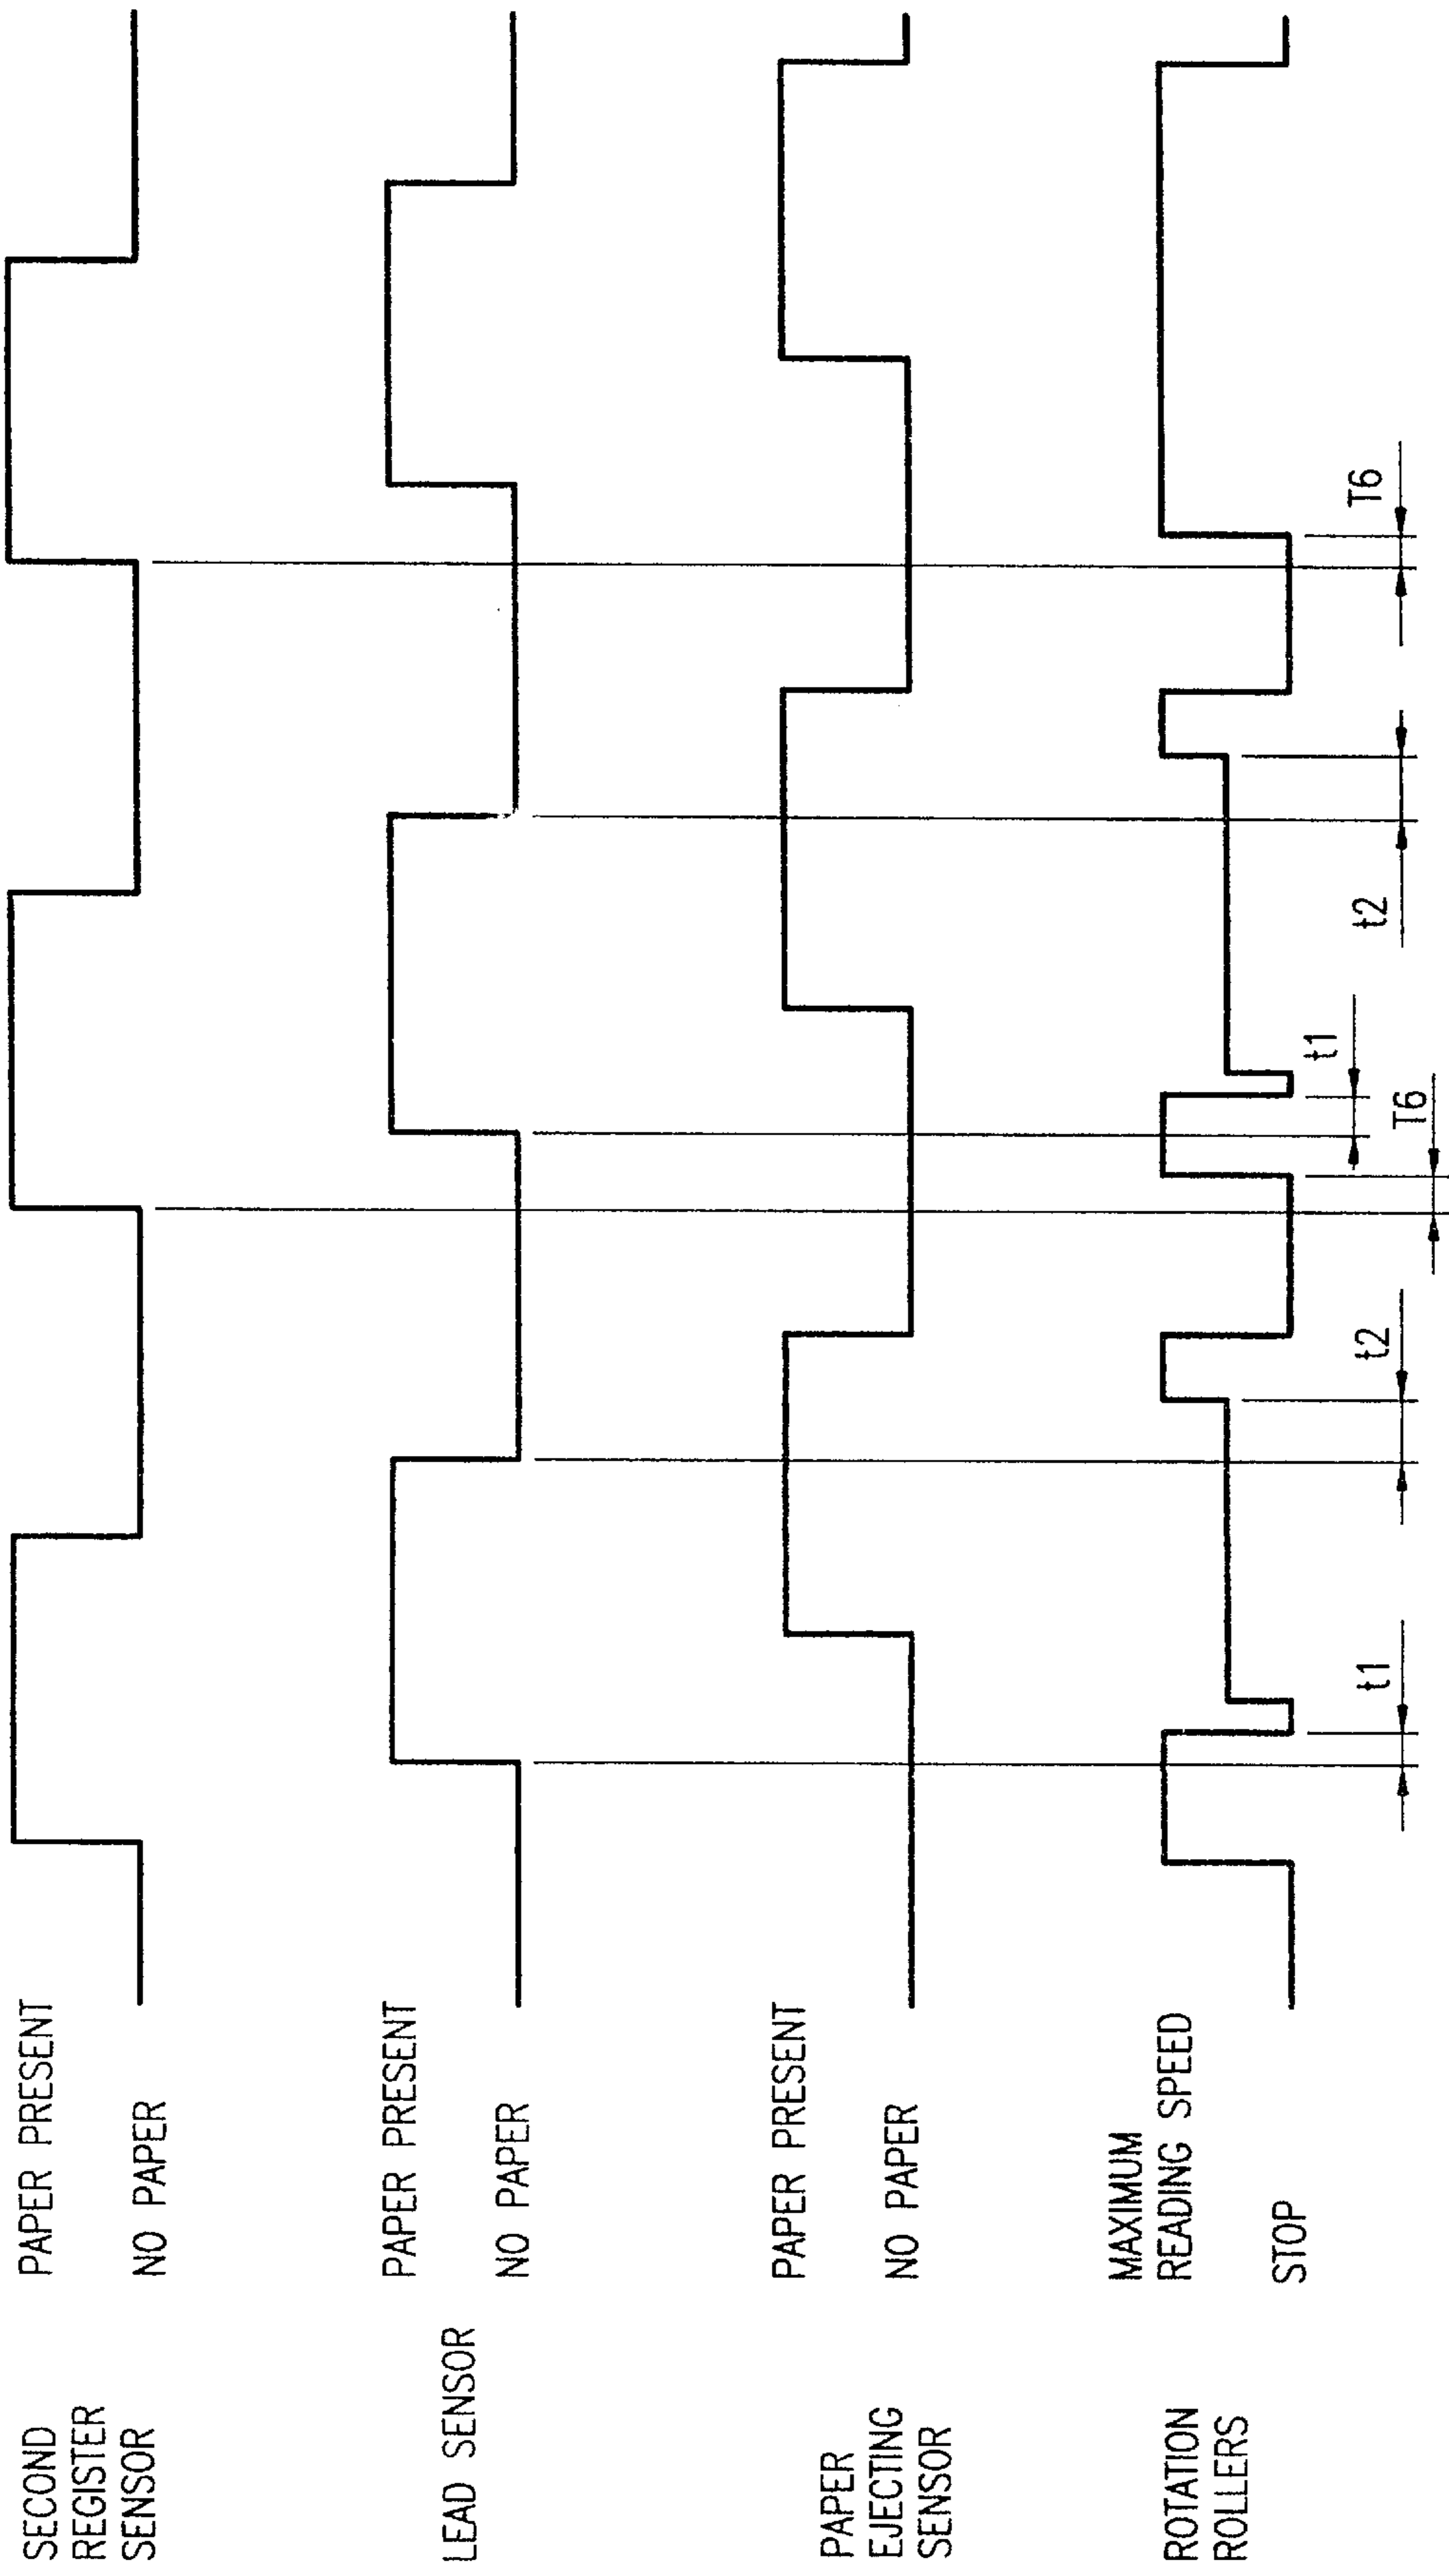 SECOND
REGISTER
SENSOR
PAPER PRESENT
NO PAPER
LEAD SENSOR
PAPER PRESENT
NO PAPER
PAPER
EJECTING
SENSOR
PAPER PRESENT
NO PAPER
ROTATION
ROLLERS
MAXIMUM
READING SPEED
STOP
t1
t2
T6
t1
t2
T6